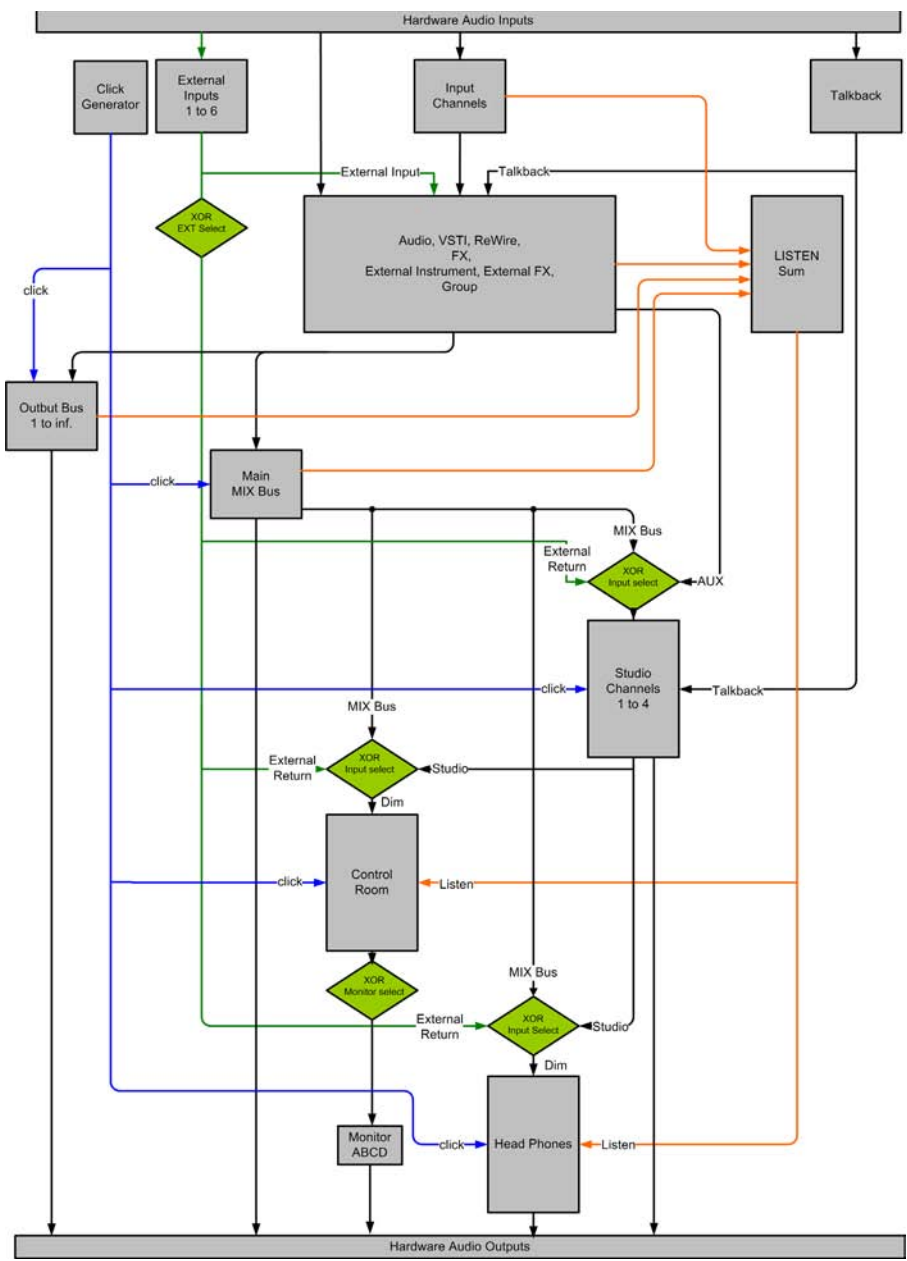 Hardware Audio Inputs
Click
Generator
External
Inputs
1 to 6
Input
Channels
Talkback
External Input
Talkback
XOR
EXT Select
Audio, VSTI, ReWire,
FX,
External Instrument, External FX,
Group
LISTEN
Sum
click
Outbut Bus
1 to inf.
Main
MIX Bus
click
MIX Bus
External
Return
XOR
Input select
AUX
Studio
Channels
1 to 4
click
Talkback
MIX Bus
External
Return
XOR
Input select
Studio
Dim
Control
Room
click
Listen
XOR
Monitor select
MIX Bus
External
Return
XOR
Input Select
Studio
Dim
Monitor
ABCD
click
Head Phones
Listen
Hardware Audio Outputs